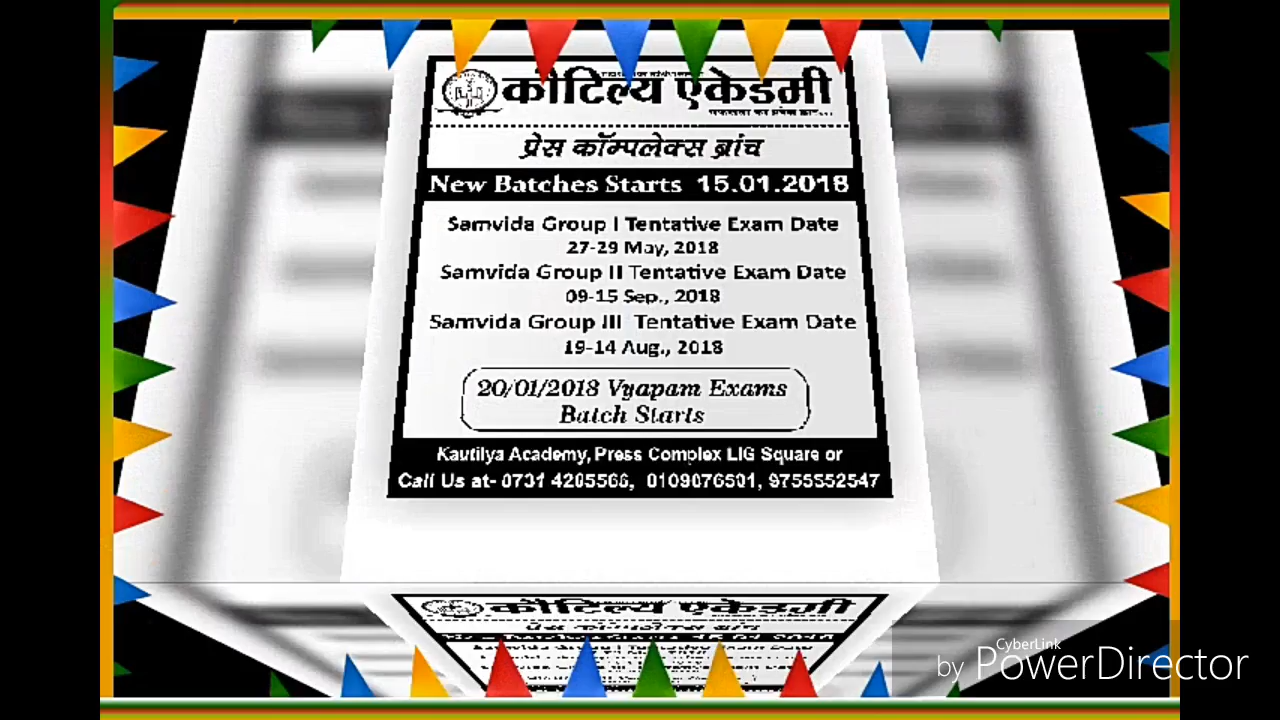 कौटिल्य एकेडमी
प्रेस कॉम्पलेक्स ब्रांच
New Batches Starts 15.01.2018
Samvida Group I Tentative Exam Date
27-29 May, 2018
Samvida Group II Tentative Exam Date
09-15 Sep., 2018
Samvida Group III Tentative Exam Date
19-14 Aug., 2018
20/01/2018 Vyapam Exams
Batch Starts
Kautilya Academy, Press Complex LIG Square or
Call Us at- 0731 9755552547
कौटिल्य एकेडमी
CyberLink
by PowerDirector